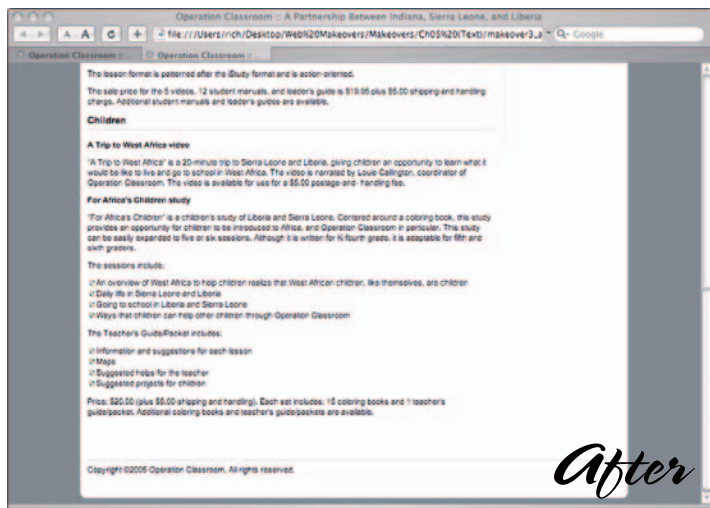 Operation Classroom :: A Partnership Between Indiana, Sierra Leone, and Liberia
A A C + file:///Users/rich/Desktop/Web%20Makeovers/Makeovers/Ch05%20(Text)/makeover3_a Q- Google
Operation Classroom :: ... Operation Classroom :: ...
The lesson format is patterned after the iStudy format and is action-oriented.
The sale price for the 5 videos, 12 student manuals, and leader's guide is $19.95 plus $5.00 shipping and handling
charge. Additional student manuals and leader's guides are available.
Children
A Trip to West Africa video
"A Trip to West Africa" is a 20-minute trip to Sierra Leone and Liberia, giving children an opportunity to learn what it
would be like to live and go to school in West Africa. The video is narrated by Louie Callington, coordinator of
Operation Classroom. The video is available for use for a $5.00 postage-and- handling fee.
For Africa's Children study
"For Africa's Children" is a children's study of Liberia and Sierra Leone. Centered around a coloring book, this study
provides an opportunity for children to be introduced to Africa, and Operation Classroom in particular. This study
can be easily expanded to five or six sessions. Although it is written for K-fourth grade, it is adaptable for fifth and
sixth graders.
The sessions include:
An overview of West Africa to help children realize that West African children, like themselves, are children
Daily life in Sierra Leone and Liberia
Going to school in Liberia and Sierra Leone
Ways that children can help other children through Operation Classroom
The Teacher's Guide/Packet includes:
Information and suggestions for each lesson
Maps
Suggested helps for the teacher
Suggested projects for children
Price: $20.00 (plus $5.00 shipping and handling). Each set includes: 15 coloring books and 1 teacher's
guide/packet. Additional coloring books and teacher's guide/packets are available.
Copyright ©2005 Operation Classroom, All rights reserved.
After